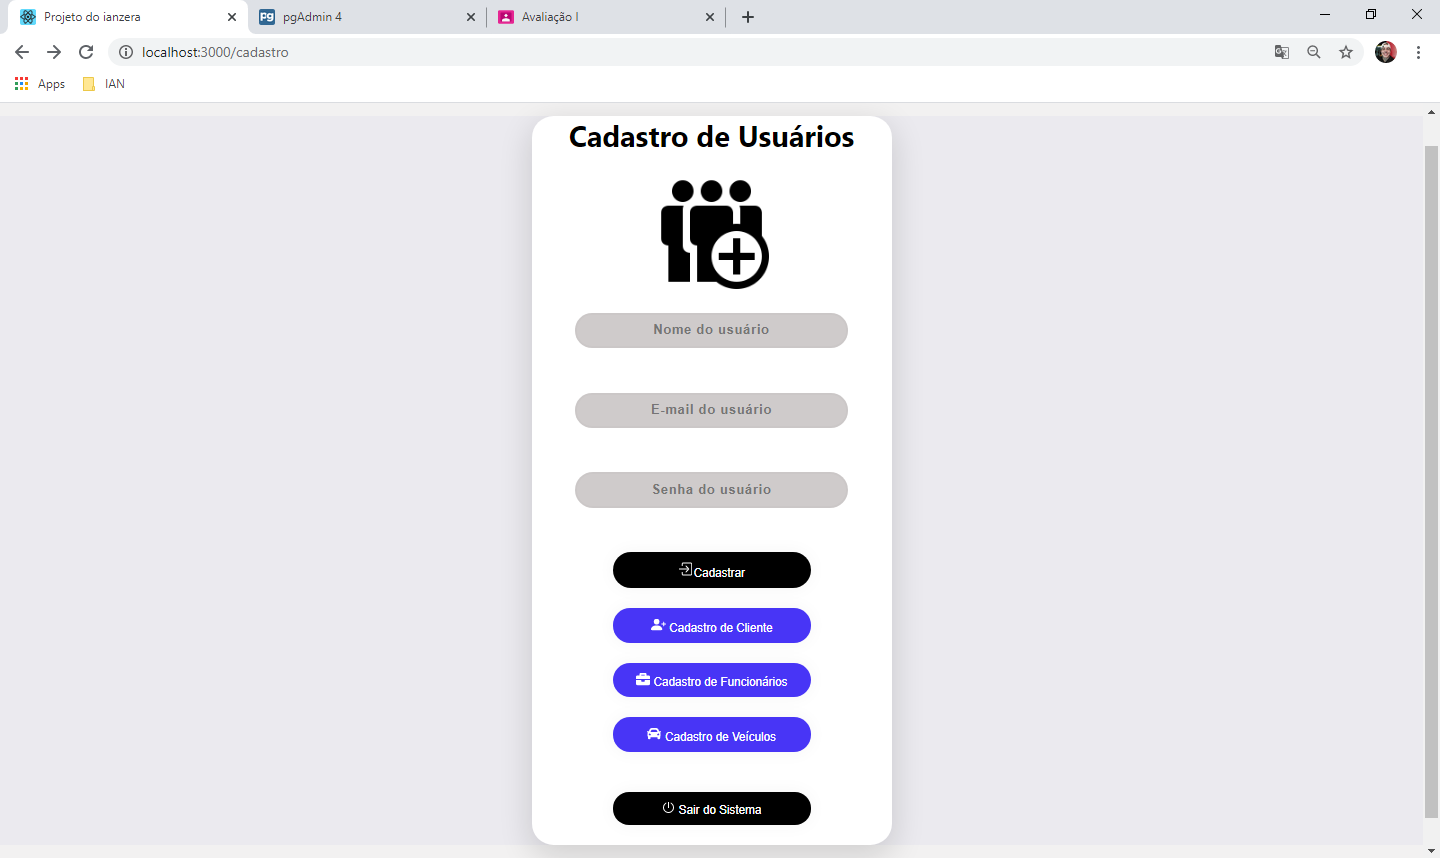 Projeto do ianzera
pgAdmin 4
Avaliação I
localhost:3000/cadastro
Apps
IAN
Cadastro de Usuários
Nome do usuário
E-mail do usuário
Senha do usuário
Cadastrar
Cadastro de Cliente
Cadastro de Funcionários
Cadastro de Veículos
Sair do Sistema